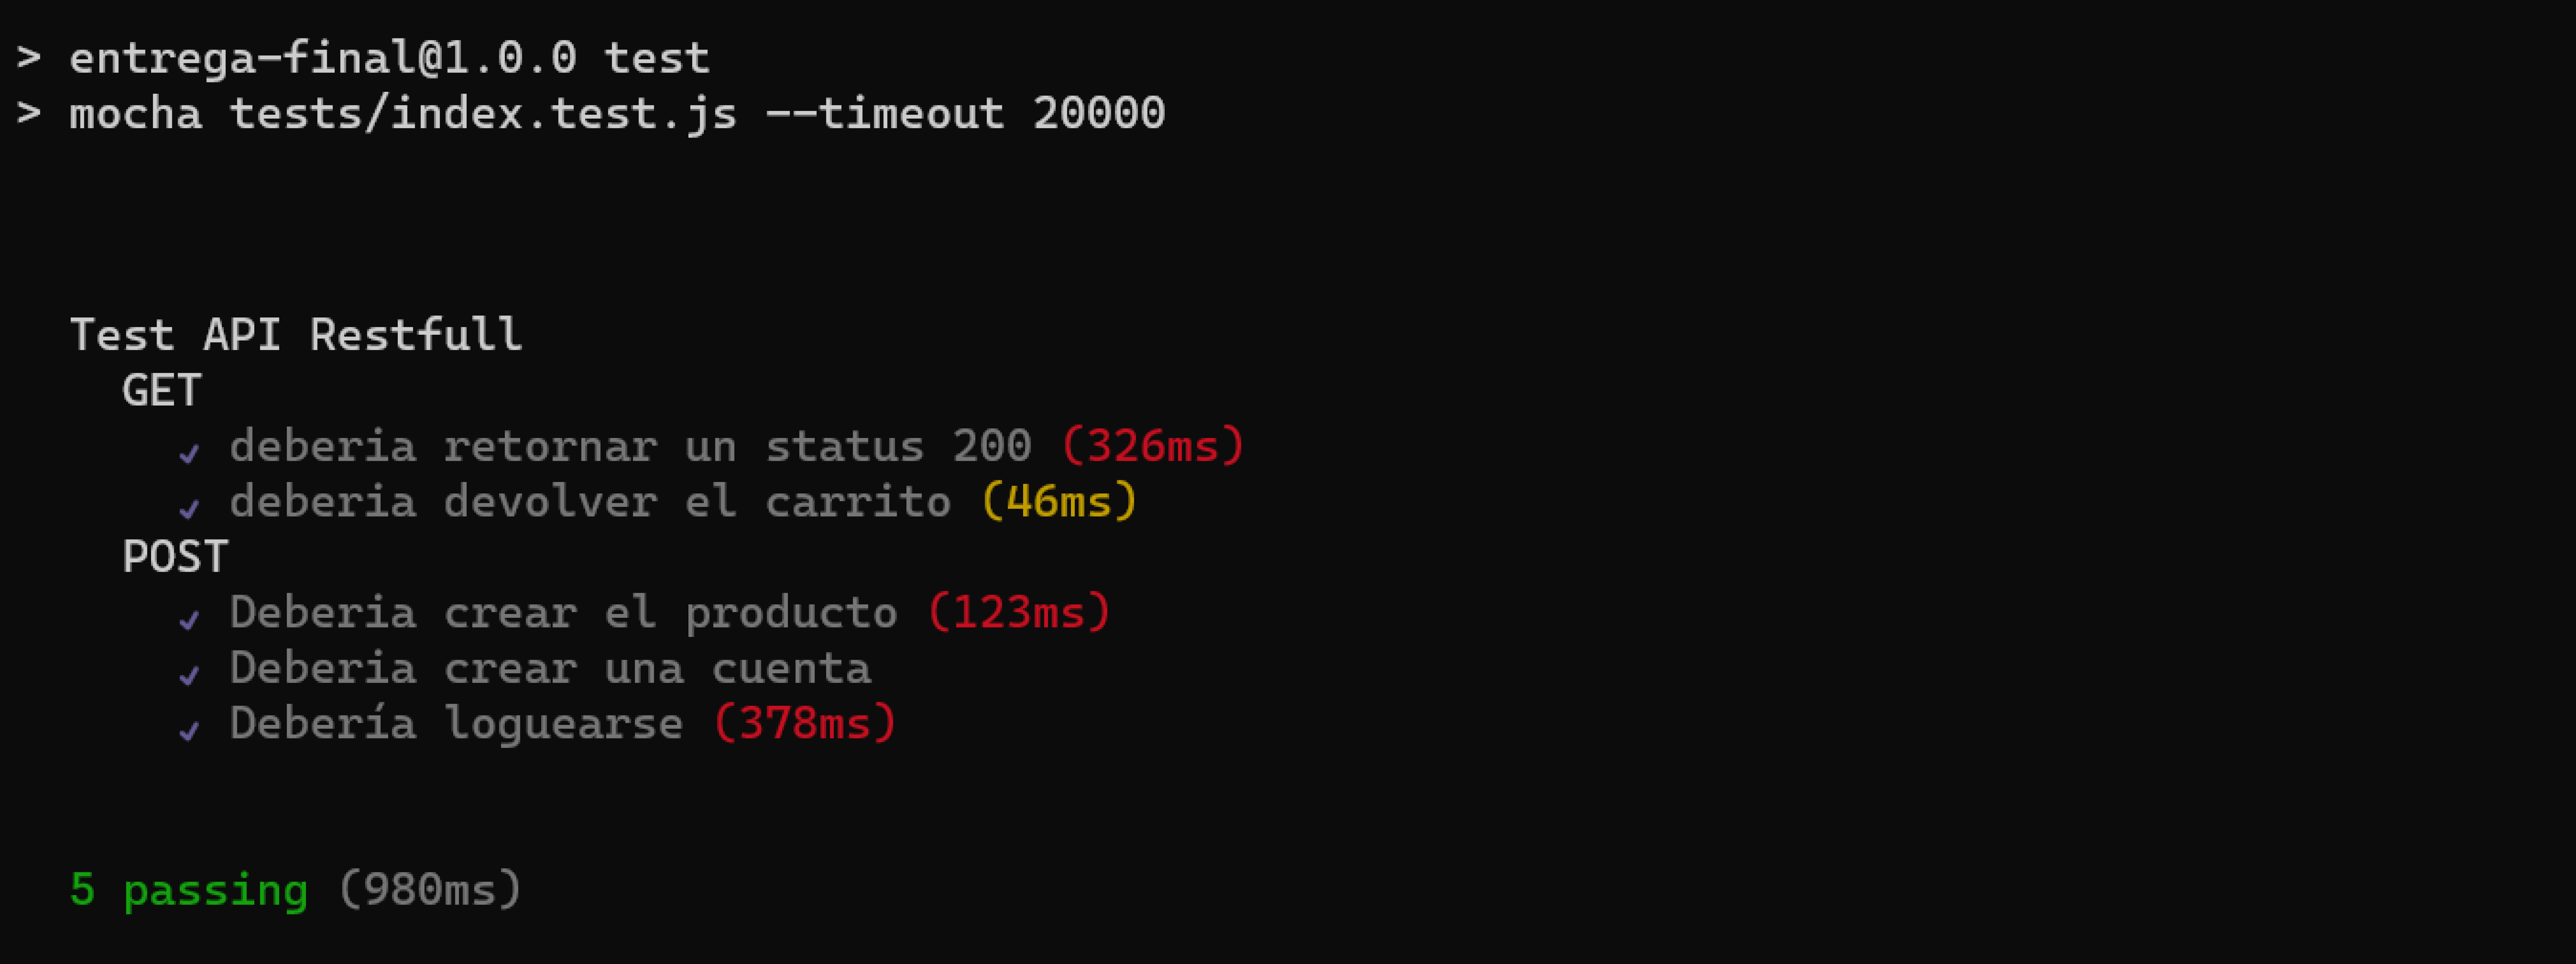 > entrega-final@1.0.0 test
> mocha tests/index.test.js --timeout 20000
Test API Restfull
GET
✓ deberia retornar un status 200 (326ms)
✓ deberia devolver el carrito (46ms)
POST
✓ Deberia crear el producto (123ms)
✓ Deberia crear una cuenta
✓ Debería loguearse (378ms)
5 passing (980ms)